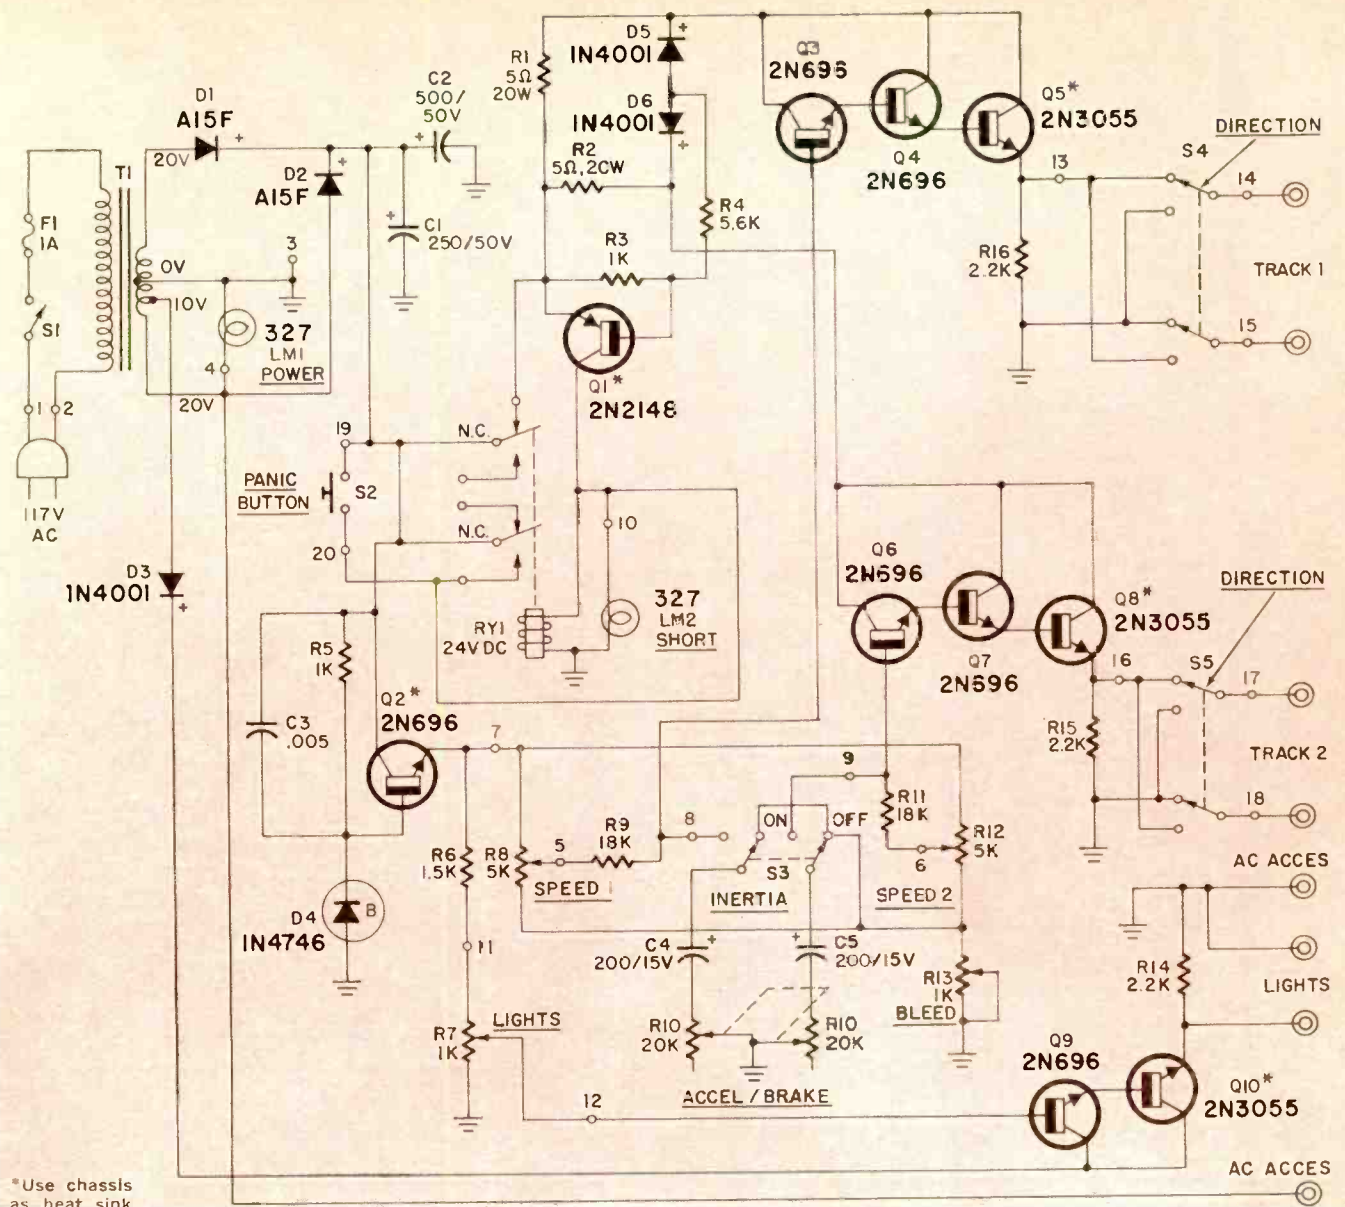 D1
A15F
20V
T1
F1
1A
S1
1
2
117V
AC
0V
10V
20V
3
4
327
LM1
POWER
D2
A15F
C2
500/
50V
+
C1
250/50V
R1
5Ω
20W
D5
1N4001
D6
1N4001
R2
5Ω,20W
R3
1K
R4
5.6K
Q1*
2N2148
Q3
2N696
Q4
2N696
Q5*
2N3055
13
R16
2.2K
S4
DIRECTION
14
TRACK 1
15
19
PANIC
BUTTON
S2
20
N.C.
N.C.
10
RY1
24V DC
327
LM2
SHORT
D3
1N4001
R5
1K
C3
.005
Q2*
2N696
D4
1N4746
B
Q6
2N696
Q7
2N696
Q8*
2N3055
16
R15
2.2K
S5
DIRECTION
17
TRACK 2
18
7
R6
1.5K
R8
5K
5
SPEED 1
R9
18K
8
9
ON
OFF
S3
INERTIA
R11
18K
6
R12
5K
SPEED 2
11
R7
1K
LIGHTS
C4
200/15V
C5
200/15V
R10
20K
R10
20K
ACCEL / BRAKE
R13
1K
BLEED
12
Q9
2N696
Q10*
2N3055
R14
2.2K
AC ACCES
LIGHTS
AC ACCES
*Use chassis
as heat sink